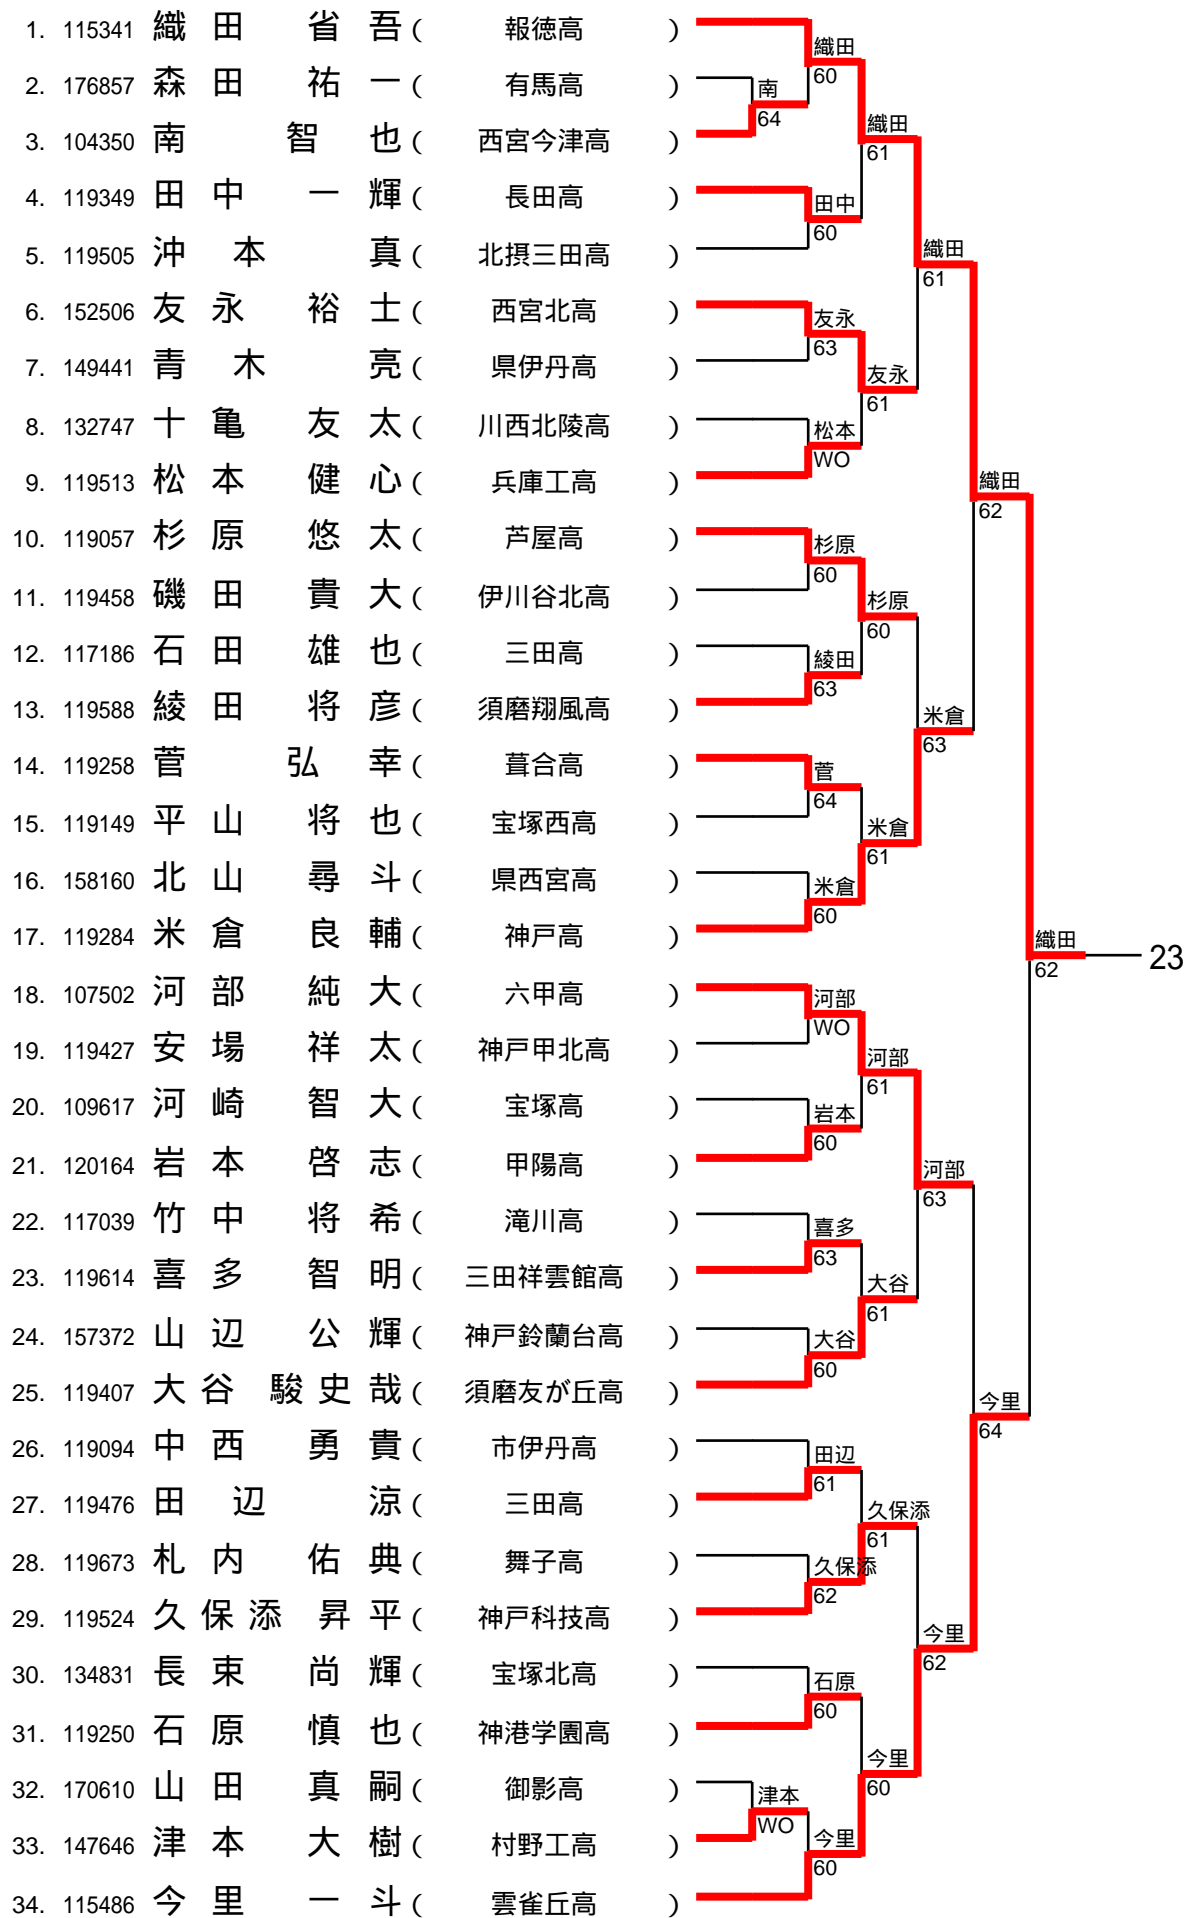 1. 115341 織田 省吾 ( 報徳高 )
2. 176857 森田 祐一 ( 有馬高 )
3. 104350 南 智也 ( 西宮今津高 )
4. 119349 田中 一輝 ( 長田高 )
5. 119505 沖本 真 ( 北摂三田高 )
6. 152506 友永 裕士 ( 西宮北高 )
7. 149441 青木 亮 ( 県伊丹高 )
8. 132747 十亀 友太 ( 川西北陵高 )
9. 119513 松本 健心 ( 兵庫工高 )
10. 119057 杉原 悠太 ( 芦屋高 )
11. 119458 磯田 貴大 ( 伊川谷北高 )
12. 117186 石田 雄也 ( 三田高 )
13. 119588 綾田 将彦 ( 須磨翔風高 )
14. 119258 菅 弘幸 ( 葺合高 )
15. 119149 平山 将也 ( 宝塚西高 )
16. 158160 北山 尋斗 ( 県西宮高 )
17. 119284 米倉 良輔 ( 神戸高 )
18. 107502 河部 純大 ( 六甲高 )
19. 119427 安場 祥太 ( 神戸甲北高 )
20. 109617 河崎 智大 ( 宝塚高 )
21. 120164 岩本 啓志 ( 甲陽高 )
22. 117039 竹中 将希 ( 滝川高 )
23. 119614 喜多 智明 ( 三田祥雲館高 )
24. 157372 山辺 公輝 ( 神戸鈴蘭台高 )
25. 119407 大谷 駿史哉 ( 須磨友が丘高 )
26. 119094 中西 勇貴 ( 市伊丹高 )
27. 119476 田辺 涼 ( 三田高 )
28. 119673 札内 佑典 ( 舞子高 )
29. 119524 久保添 昇平 ( 神戸科技高 )
30. 134831 長束 尚輝 ( 宝塚北高 )
31. 119250 石原 慎也 ( 神港学園高 )
32. 170610 山田 真嗣 ( 御影高 )
33. 147646 津本 大樹 ( 村野工高 )
34. 115486 今里 一斗 ( 雲雀丘高 )
南
64
津本
WO
織田
60
田中
60
友永
63
松本
WO
杉原
60
綾田
63
菅
64
米倉
60
河部
WO
岩本
60
喜多
63
大谷
60
田辺
61
久保添
62
石原
60
今里
60
織田
61
友永
61
杉原
60
米倉
61
河部
61
大谷
61
久保添
61
今里
60
織田
61
米倉
63
河部
63
今里
62
織田
62
今里
64
織田
62
23